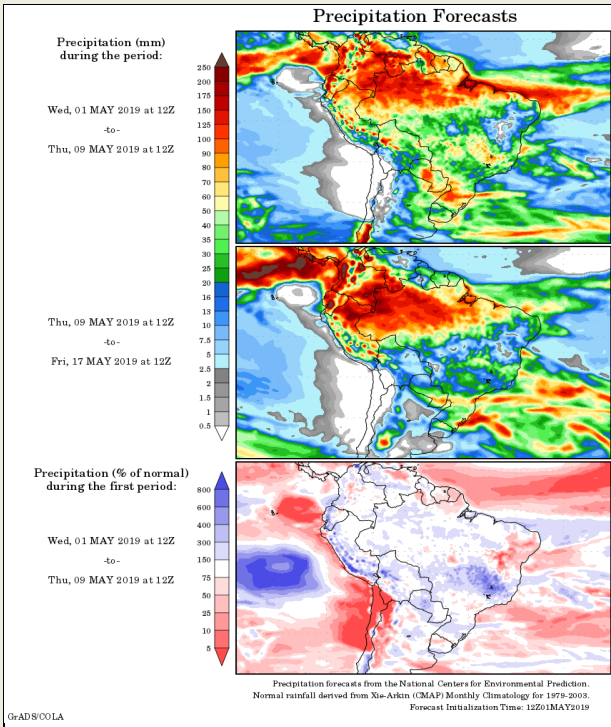 Precipitation Forecasts
Precipitation (mm)
during the period:
Wed, 01 MAY 2019 at 12Z
-to-
Thu, 09 MAY 2019 at 12Z
250
200
175
150
125
100
90
80
70
60
50
40
35
30
25
20
16
13
10
7.5
5
2.5
2
1.5
1
0.5
Thu, 09 MAY 2019 at 12Z
-to-
Fri, 17 MAY 2019 at 12Z
Precipitation (% of normal)
during the first period:
Wed, 01 MAY 2019 at 12Z
-to-
Thu, 09 MAY 2019 at 12Z
800
600
400
300
150
75
50
25
10
5
Precipitation forecasts from the National Centers for Environmental Prediction.
Normal rainfall derived from Xie-Arkin (CMAP) Monthly Climatology for 1979-2003.
Forecast Initialization Time: 12Z01MAY2019
GrADS/COLA